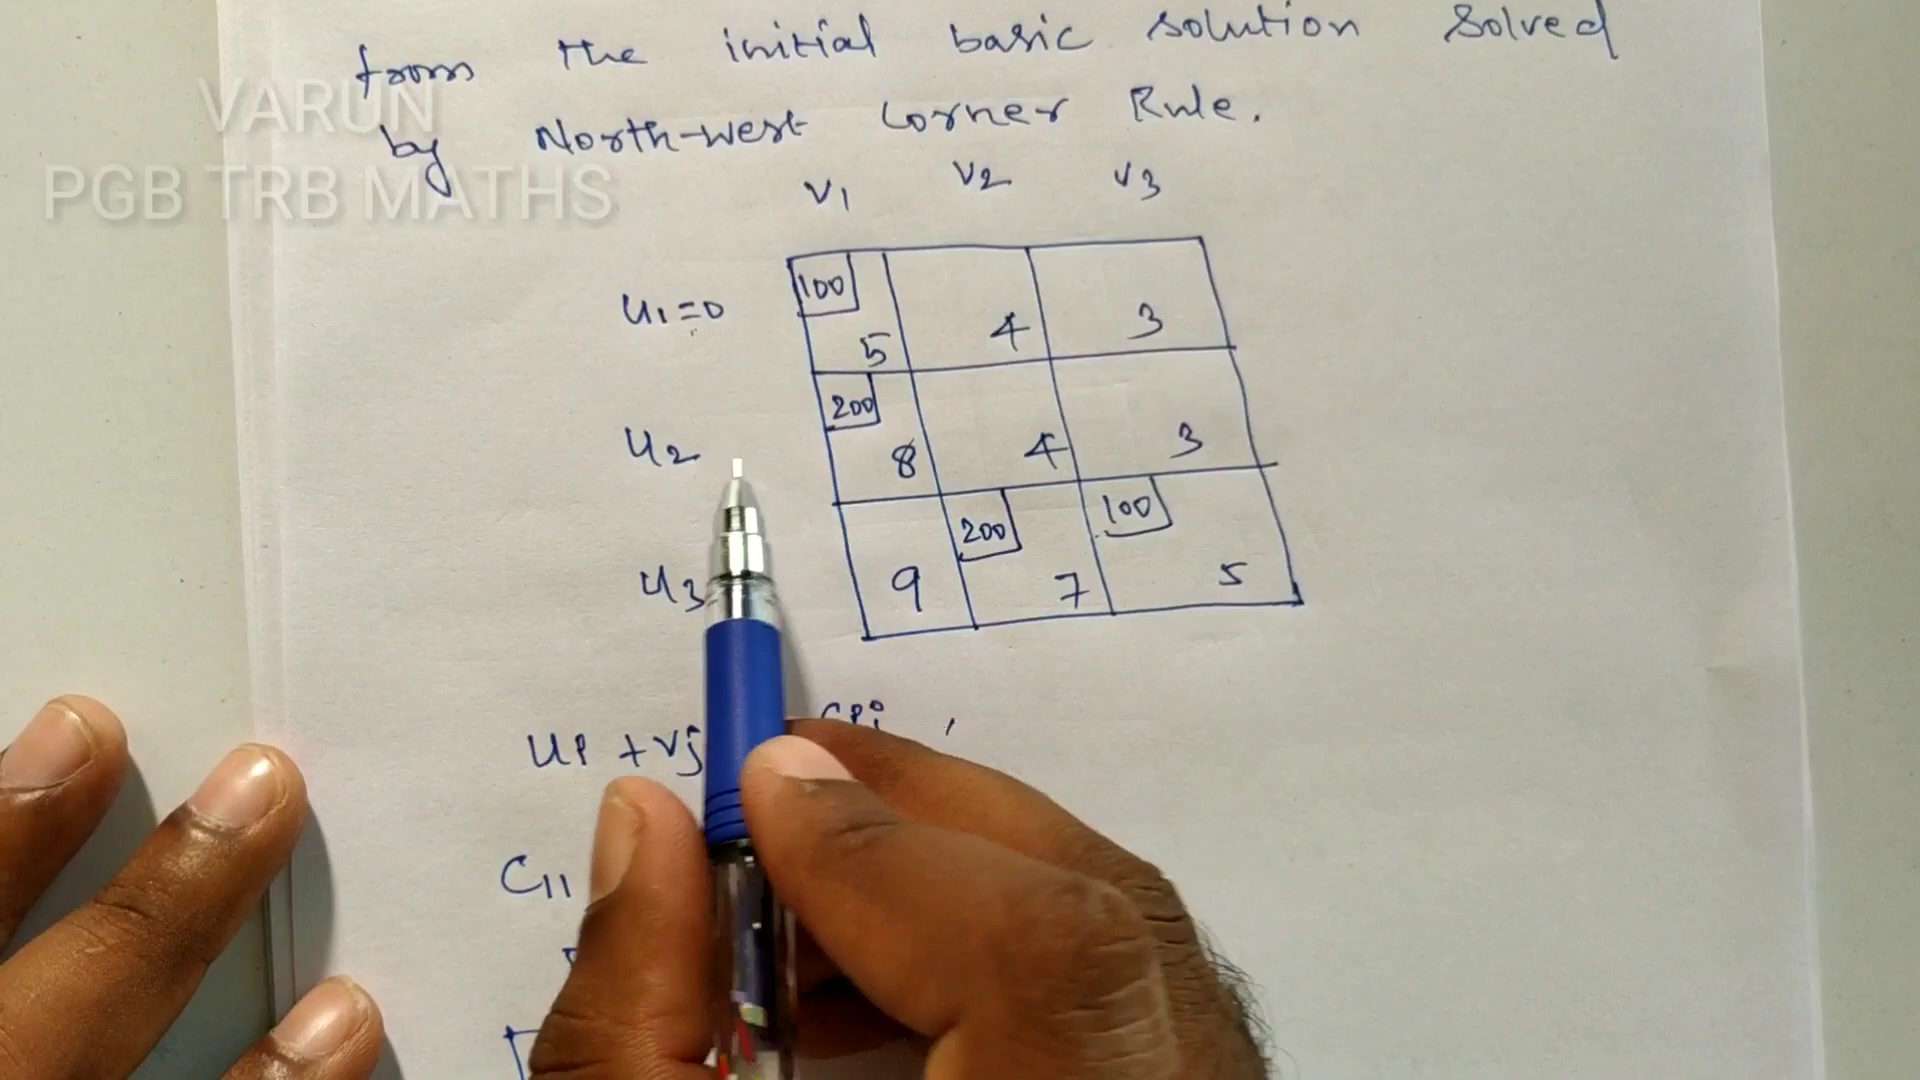 from the initial basic solution solved
by North-west Corner Rule.
VARUN
PGB TRB MATHS
V1 V2 V3
U1=0 100 5 4 3
U2 200 8 4 3
U3 9 200 7 100 5
Ui + Vj Cij ,
C11